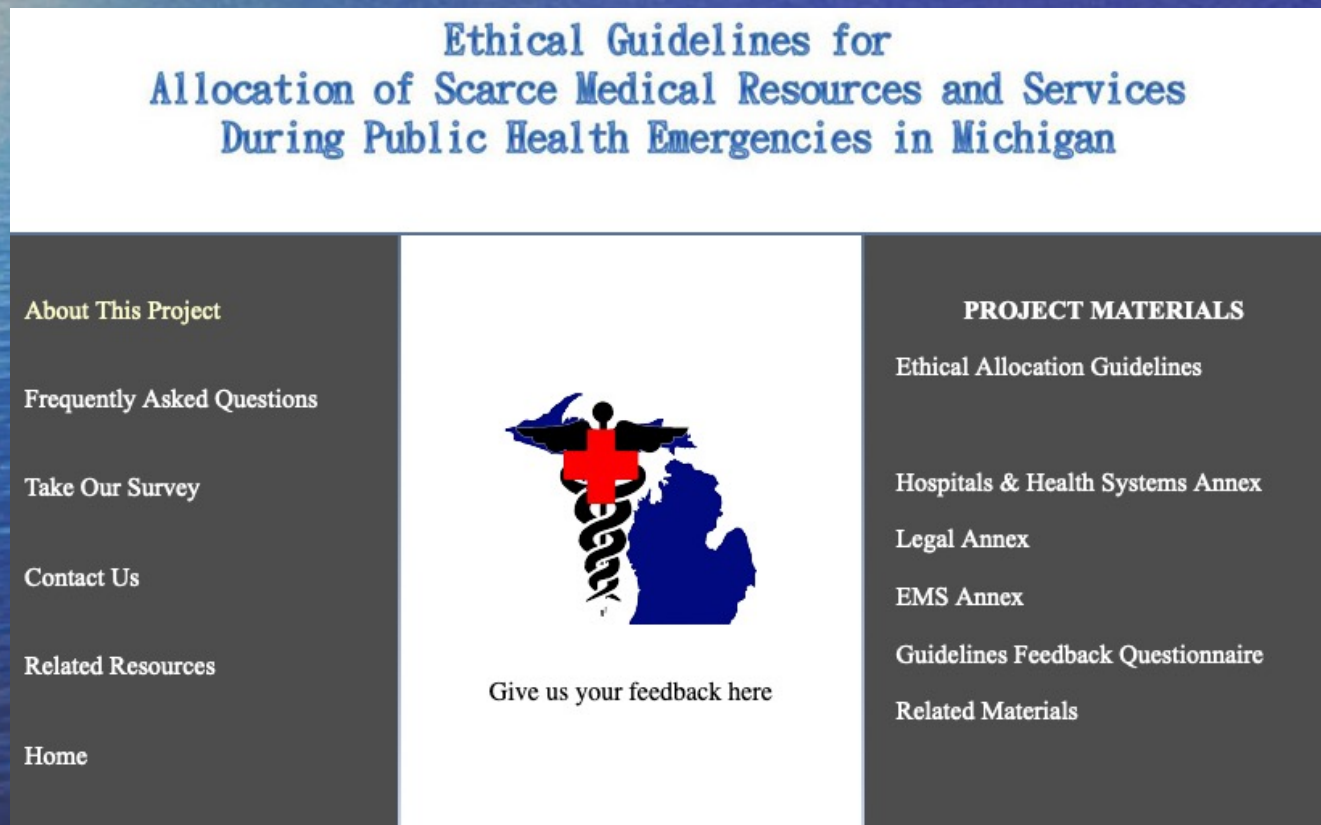 Ethical Guidelines for
Allocation of Scarce Medical Resources and Services
During Public Health Emergencies in Michigan
About This Project
Frequently Asked Questions
Take Our Survey
Contact Us
Related Resources
Home
Give us your feedback here
PROJECT MATERIALS
Ethical Allocation Guidelines
Hospitals & Health Systems Annex
Legal Annex
EMS Annex
Guidelines Feedback Questionnaire
Related Materials